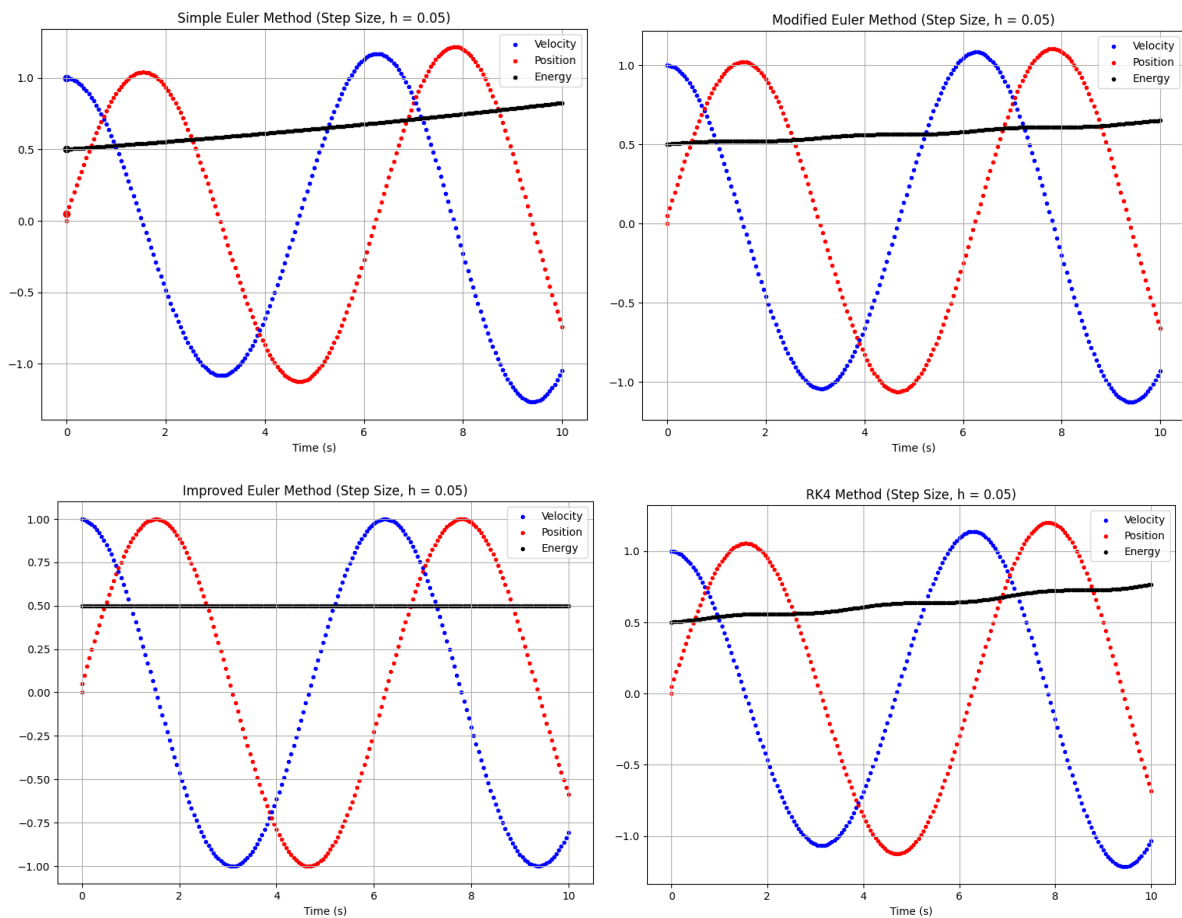 Simple Euler Method (Step Size, h = 0.05)
Velocity
Position
Energy
1.0
0.5
0.0
−0.5
−1.0
0
2
4
6
8
10
Time (s)
Modified Euler Method (Step Size, h = 0.05)
Velocity
Position
Energy
1.0
0.5
0.0
−0.5
−1.0
0
2
4
6
8
10
Time (s)
Improved Euler Method (Step Size, h = 0.05)
Velocity
Position
Energy
1.00
0.75
0.50
0.25
0.00
−0.25
−0.50
−0.75
−1.00
0
2
4
6
8
10
Time (s)
RK4 Method (Step Size, h = 0.05)
Velocity
Position
Energy
1.0
0.5
0.0
−0.5
−1.0
0
2
4
6
8
10
Time (s)